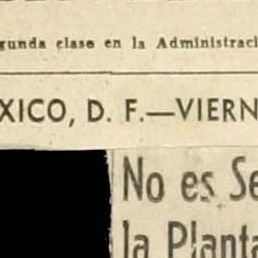 gunda clase en la Administraci
XICO, D. F.—VIERN
No es Se
la Planta